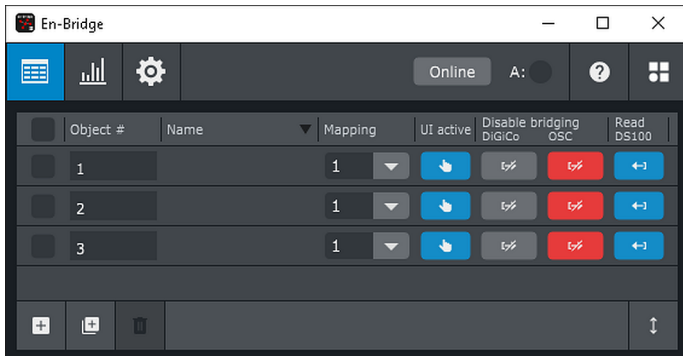 En-Bridge
Online A: ?
Object # Name Mapping UI active Disable bridging Read
DiGiCo OSC DS100
1 1
2 1
3 1